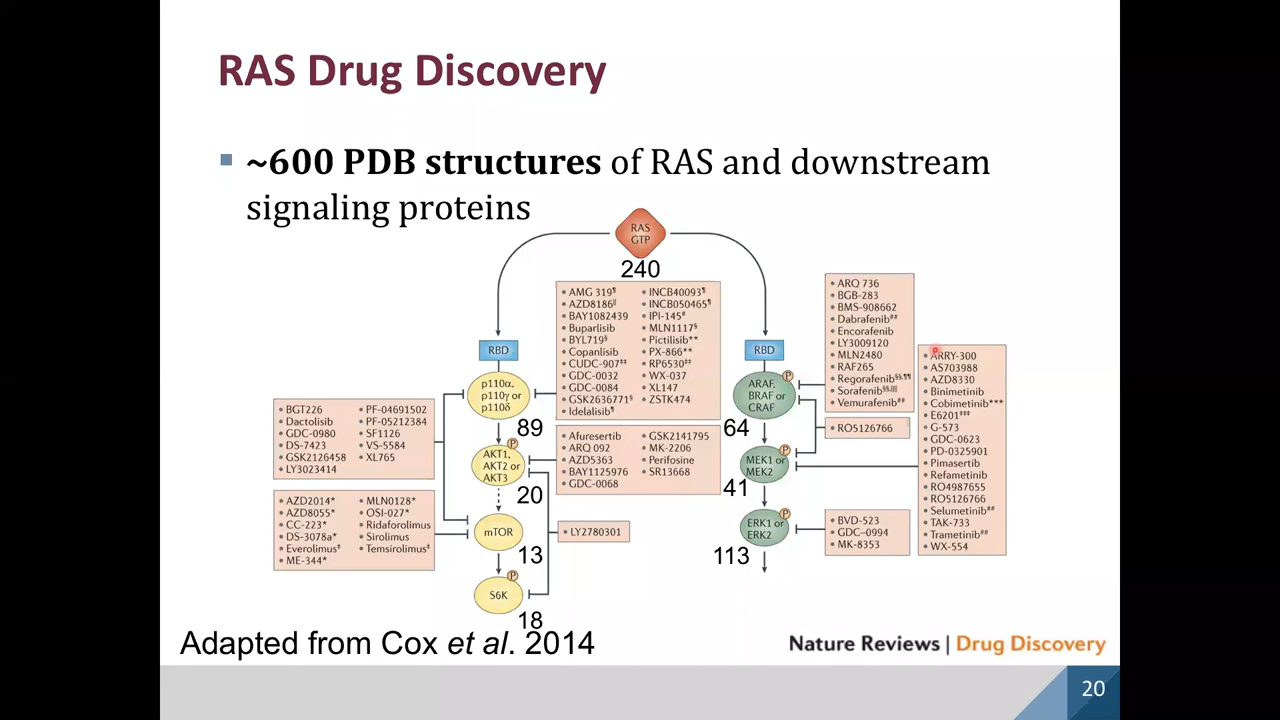 RAS Drug Discovery
▪ ~600 PDB structures of RAS and downstream
signaling proteins
RAS
GTP
240
RBD
p110α,
p110γ or
p110δ
89
P
AKT1,
AKT2 or
AKT3
20
mTOR
13
P
S6K
18
• BGT226
• Dactolisib
• GDC-0980
• DS-7423
• GSK2126458
• LY3023414
• PF-04691502
• PF-05212384
• SF1126
• VS-5584
• XL765
• AZD2014*
• AZD8055*
• CC-223*
• DS-3078a*
• Everolimus‡
• ME-344*
• MLN0128*
• OSI-027*
• Ridaforolimus
• Sirolimus
• Temsirolimus‡
• AMG 319¶
• AZD8186||
• BAY1082439
• Buparlisib
• BYL719§
• Copanlisib
• CUDC-907‡‡
• GDC-0032
• GDC-0084
• GSK2636771§
• Idelalisib¶
• INCB40093¶
• INCB050465¶
• IPI-145#
• MLN1117§
• Pictilisib**
• PX-866**
• RP6530‡‡
• WX-037
• XL147
• ZSTK474
• Afuresertib
• ARQ 092
• AZD5363
• BAY1125976
• GDC-0068
• GSK2141795
• MK-2206
• Perifosine
• SR13668
• LY2780301
RBD
P
ARAF,
BRAF or
CRAF
64
P
MEK1 or
MEK2
41
P
ERK1 or
ERK2
113
• ARQ 736
• BGB-283
• BMS-908662
• Dabrafenib##
• Encorafenib
• LY3009120
• MLN2480
• RAF265
• Regorafenib§§,¶¶
• Sorafenib§§,||||
• Vemurafenib##
• RO5126766
• ARRY-300
• AS703988
• AZD8330
• Binimetinib
• Cobimetinib***
• E6201‡‡‡
• G-573
• GDC-0623
• PD-0325901
• Pimasertib
• Refametinib
• RO4987655
• RO5126766
• Selumetinib##
• TAK-733
• Trametinib##
• WX-554
• BVD-523
• GDC-0994
• MK-8353
Adapted from Cox et al. 2014
Nature Reviews | Drug Discovery
20